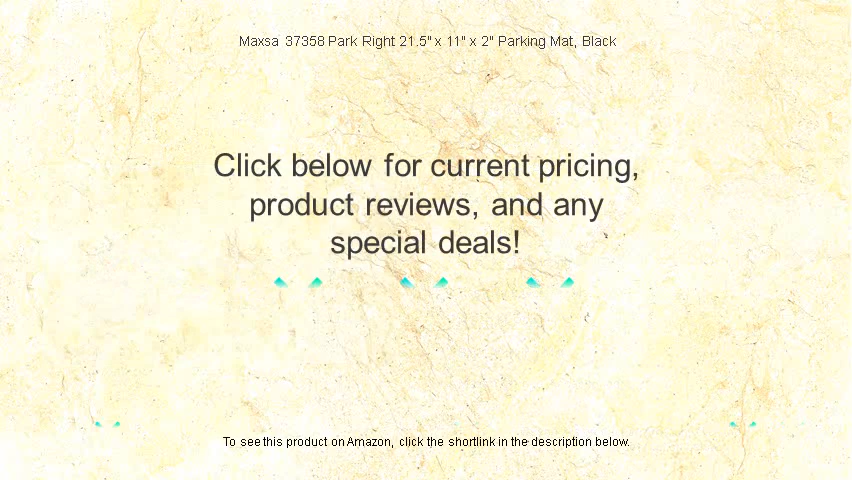 Maxsa 37358 Park Right 21.5" x 11" x 2" Parking Mat, Black
Click below for current pricing,
product reviews, and any
special deals!
To see this product on Amazon, click the shortlink in the description below.